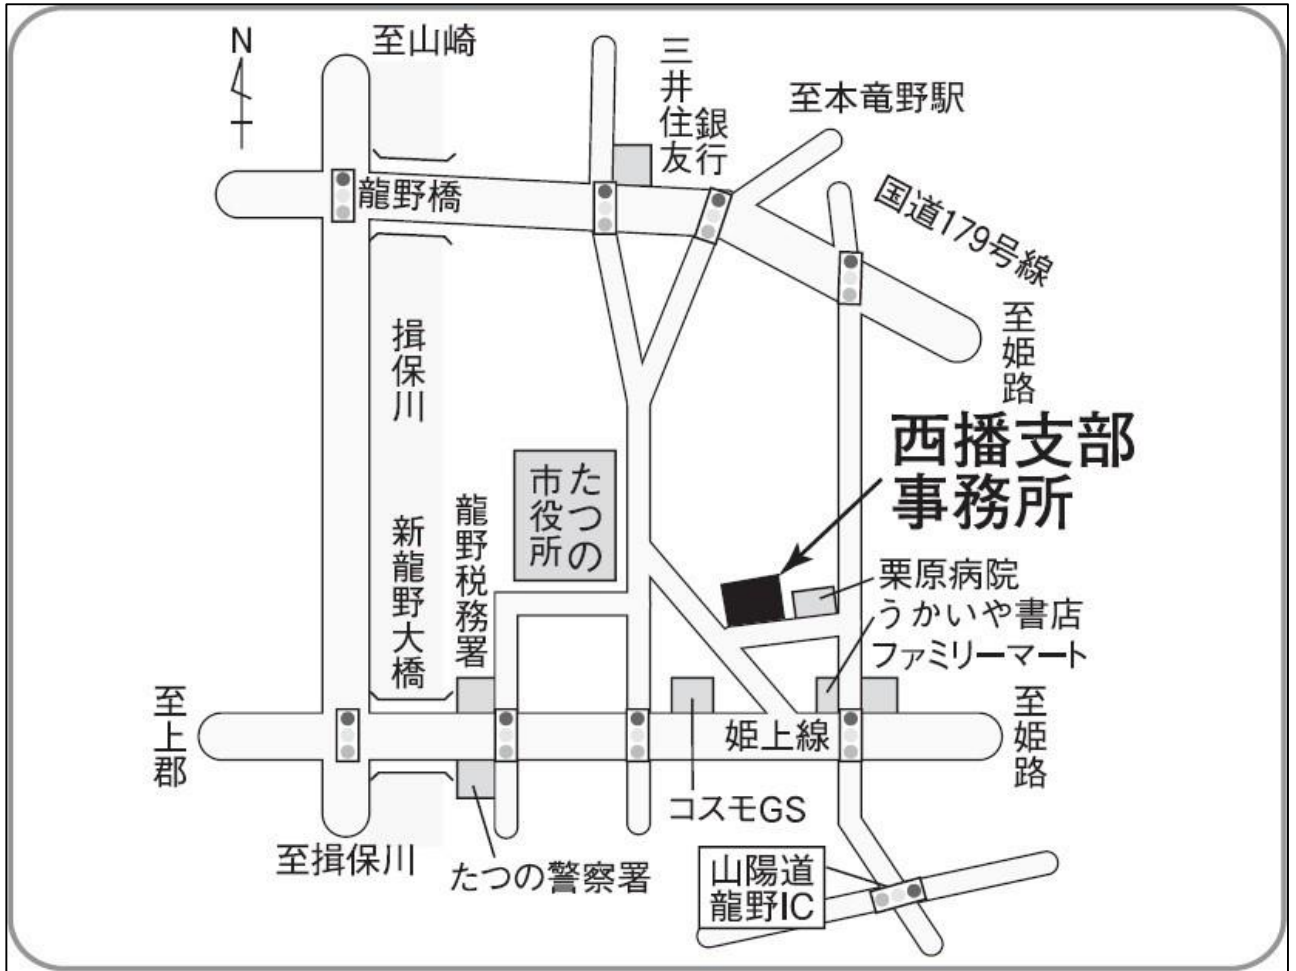 N
至山崎
三井住友
銀行
至本竜野駅
龍野橋
国道179号線
至姫路
揖保川
西播支部
事務所
たつの
市役所
龍野税務署
新龍野大橋
栗原病院
うかいや書店
ファミリーマート
至上郡
姫上線
至姫路
コスモGS
至揖保川
たつの警察署
山陽道
龍野IC